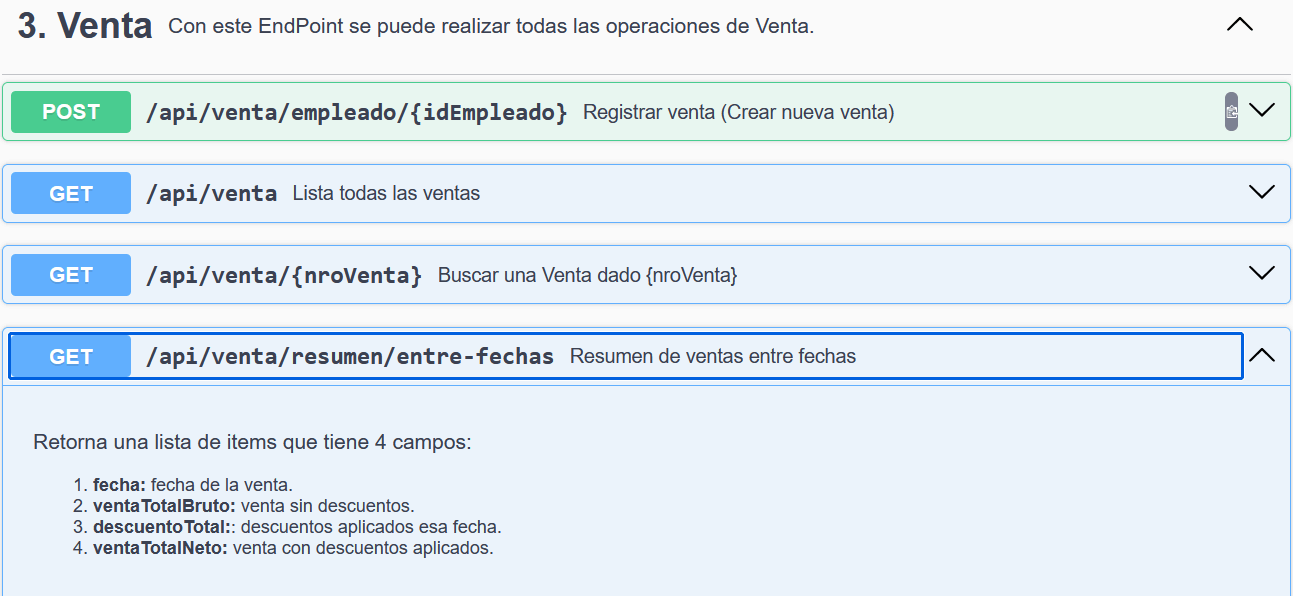 3. Venta Con este EndPoint se puede realizar todas las operaciones de Venta.
POST /api/venta/empleado/{idEmpleado} Registrar venta (Crear nueva venta)
GET /api/venta Lista todas las ventas
GET /api/venta/{nroVenta} Buscar una Venta dado {nroVenta}
GET /api/venta/resumen/entre-fechas Resumen de ventas entre fechas
Retorna una lista de items que tiene 4 campos:
1. fecha: fecha de la venta.
2. ventaTotalBruto: venta sin descuentos.
3. descuentoTotal:: descuentos aplicados esa fecha.
4. ventaTotalNeto: venta con descuentos aplicados.